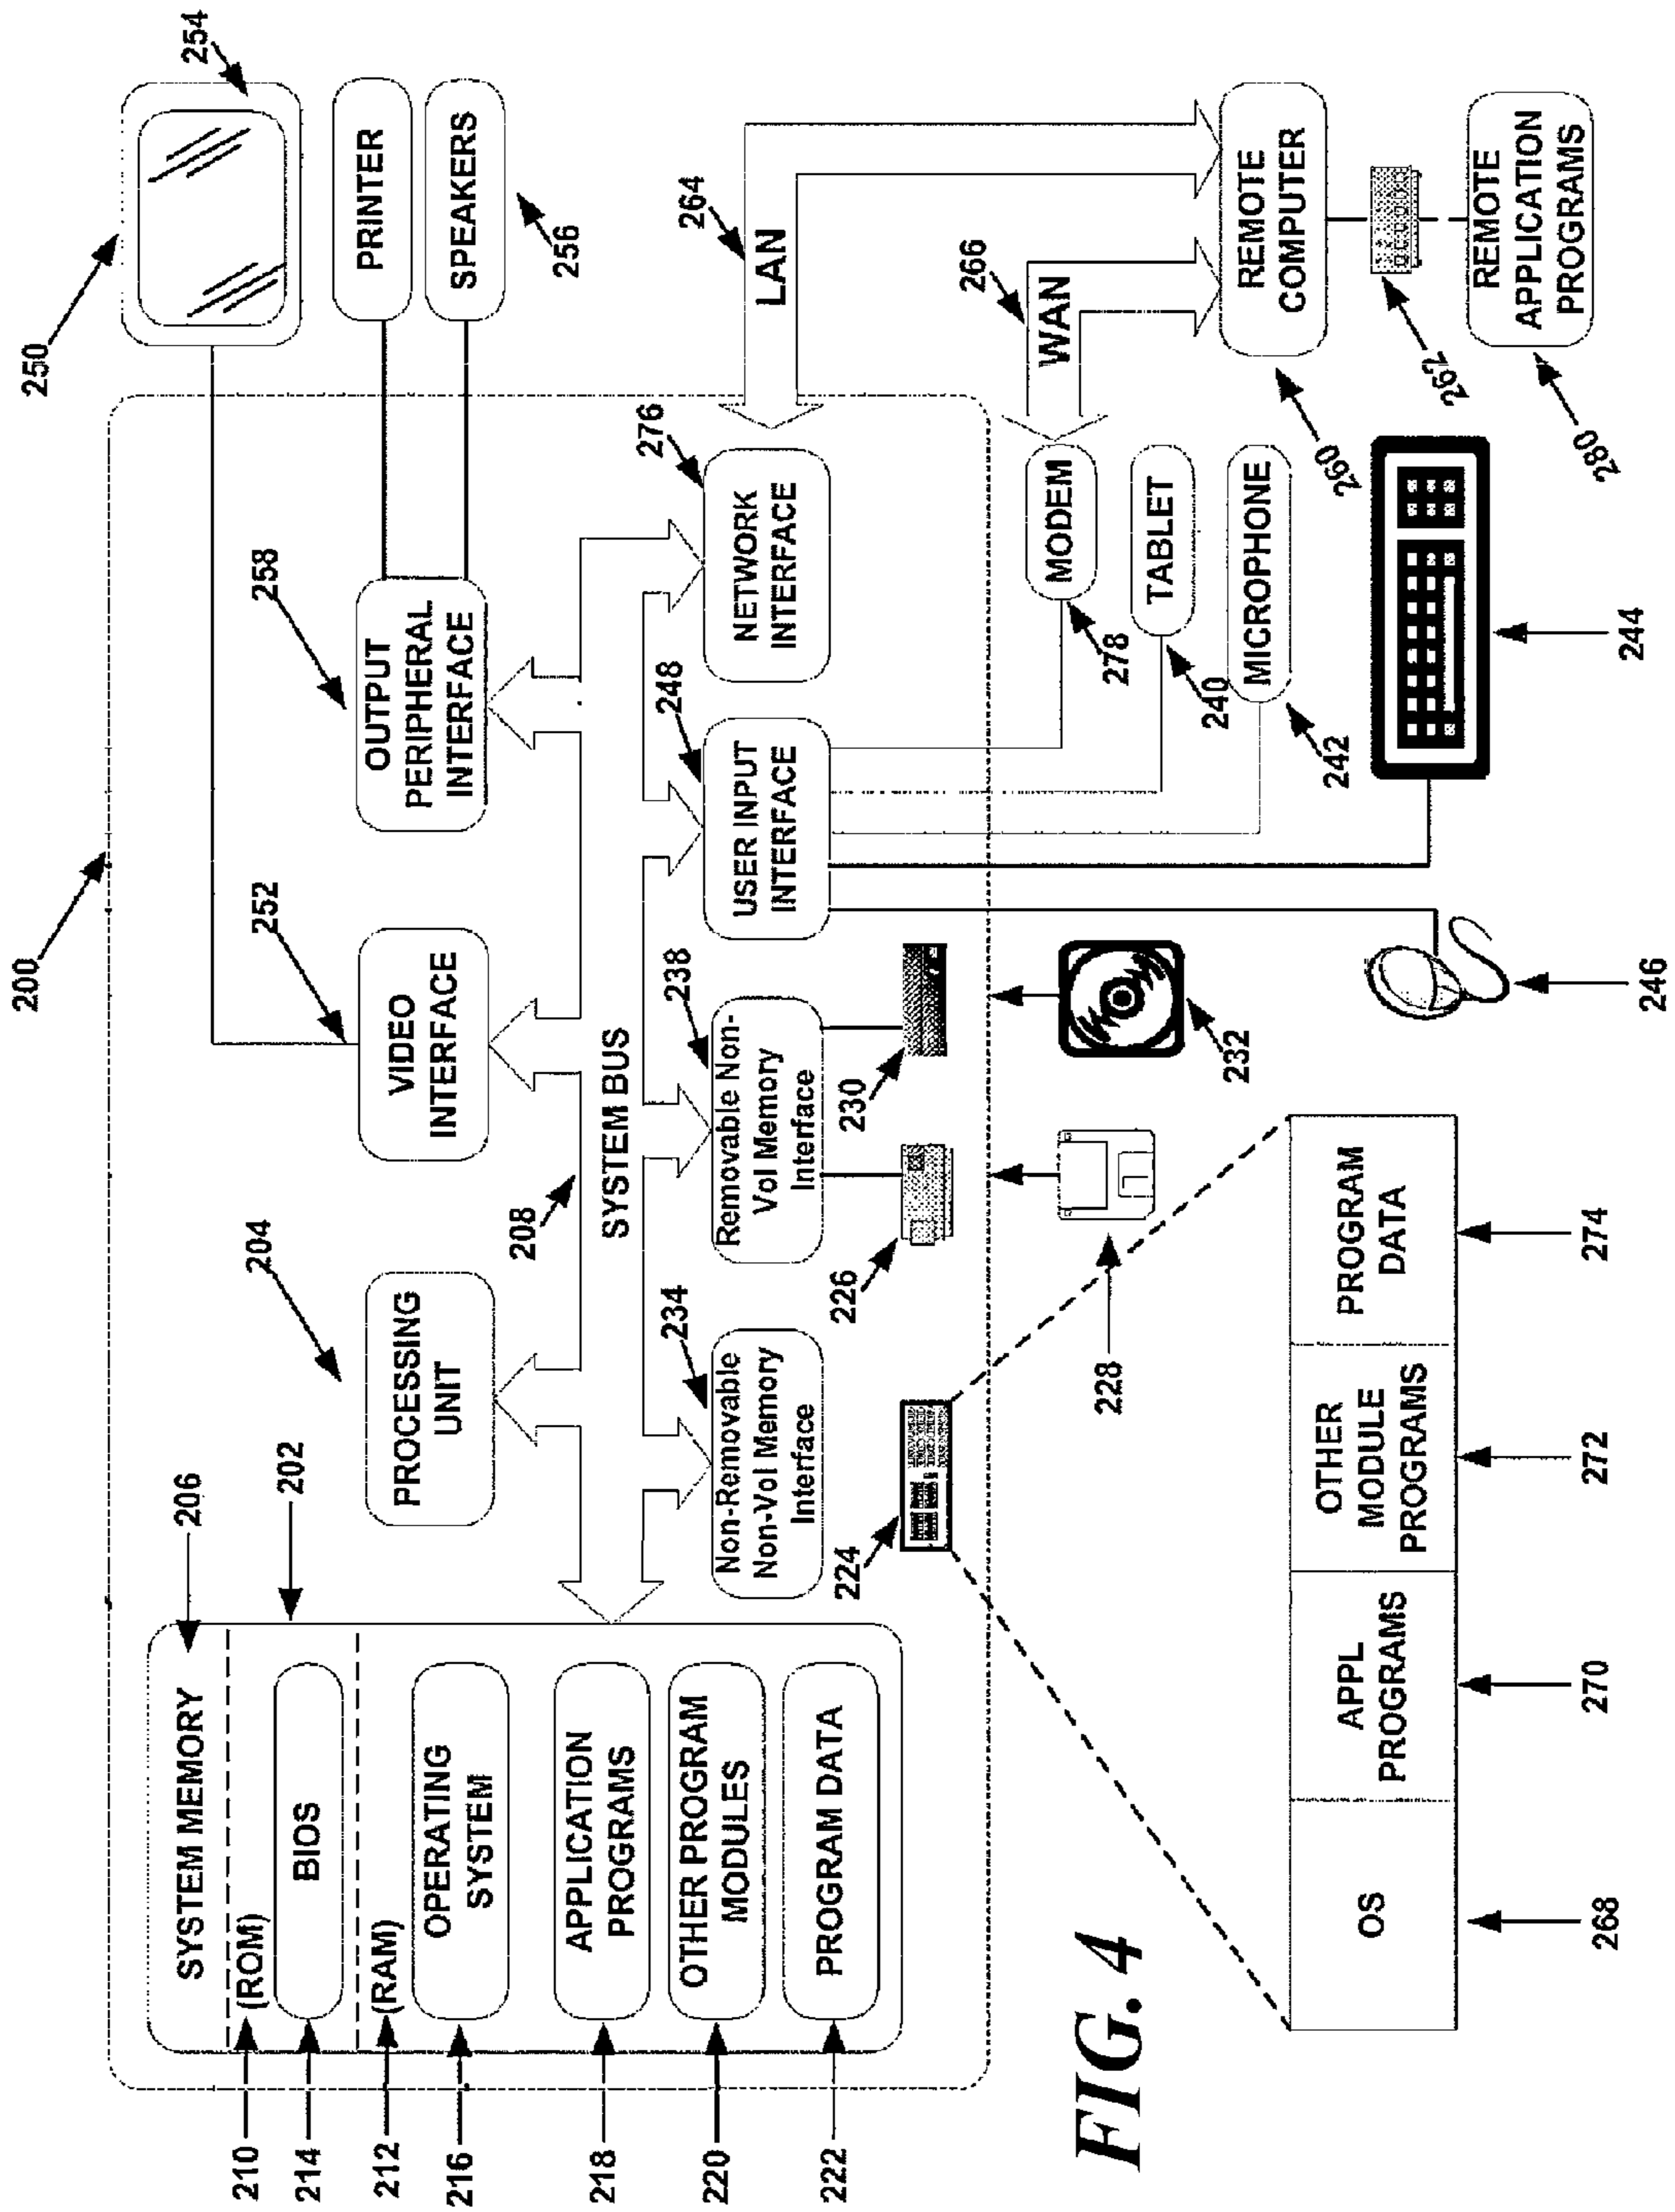 200
250
254
206
202
SYSTEM MEMORY
210
(ROM)
214
BIOS
212
(RAM)
216
OPERATING
SYSTEM
218
APPLICATION
PROGRAMS
220
OTHER PROGRAM
MODULES
222
PROGRAM DATA
204
PROCESSING
UNIT
252
VIDEO
INTERFACE
258
OUTPUT
PERIPHERAL
INTERFACE
PRINTER
SPEAKERS
256
208
SYSTEM BUS
234
Non-Removable
Non-Vol Memory
Interface
238
Removable Non-
Vol Memory
Interface
248
USER INPUT
INTERFACE
276
NETWORK
INTERFACE
264
LAN
224
226
230
266
WAN
278
MODEM
240
TABLET
242
MICROPHONE
228
232
246
244
260
REMOTE
COMPUTER
262
280
REMOTE
APPLICATION
PROGRAMS
FIG. 4
OS
APPL
PROGRAMS
OTHER
MODULE
PROGRAMS
PROGRAM
DATA
268
270
272
274